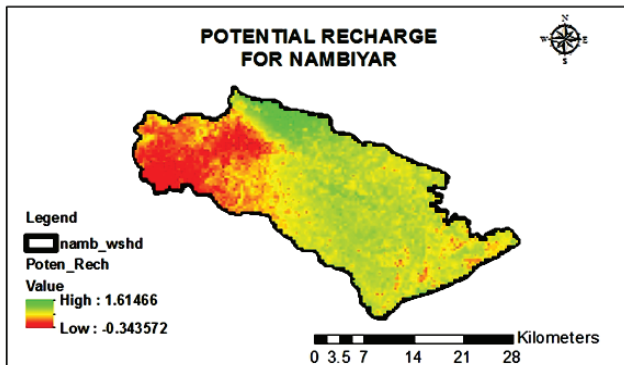 POTENTIAL RECHARGE
FOR NAMBIYAR
N
W E
S
Legend
namb_wshd
Poten_Rech
Value
High : 1.61466
Low : -0.343572
Kilometers
0 3.5 7 14 21 28